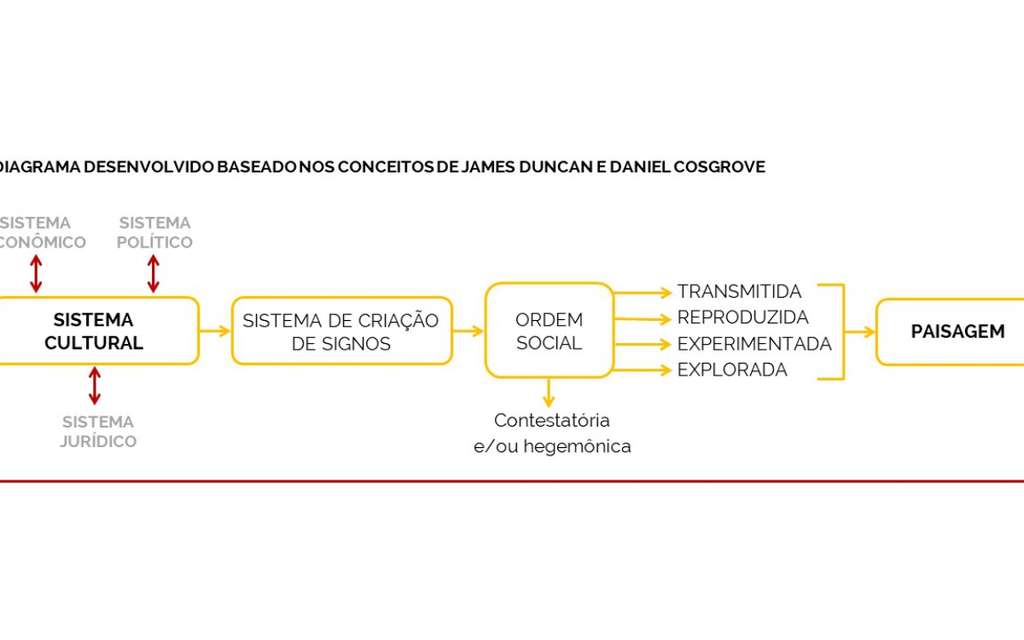 DIAGRAMA DESENVOLVIDO BASEADO NOS CONCEITOS DE JAMES DUNCAN E DANIEL COSGROVE
SISTEMA
CONÔMICO
SISTEMA
POLÍTICO
SISTEMA
CULTURAL
SISTEMA DE CRIAÇÃO
DE SIGNOS
ORDEM
SOCIAL
TRANSMITIDA
REPRODUZIDA
EXPERIMENTADA
EXPLORADA
PAISAGEM
Contestatória
e/ou hegemônica
SISTEMA
JURÍDICO